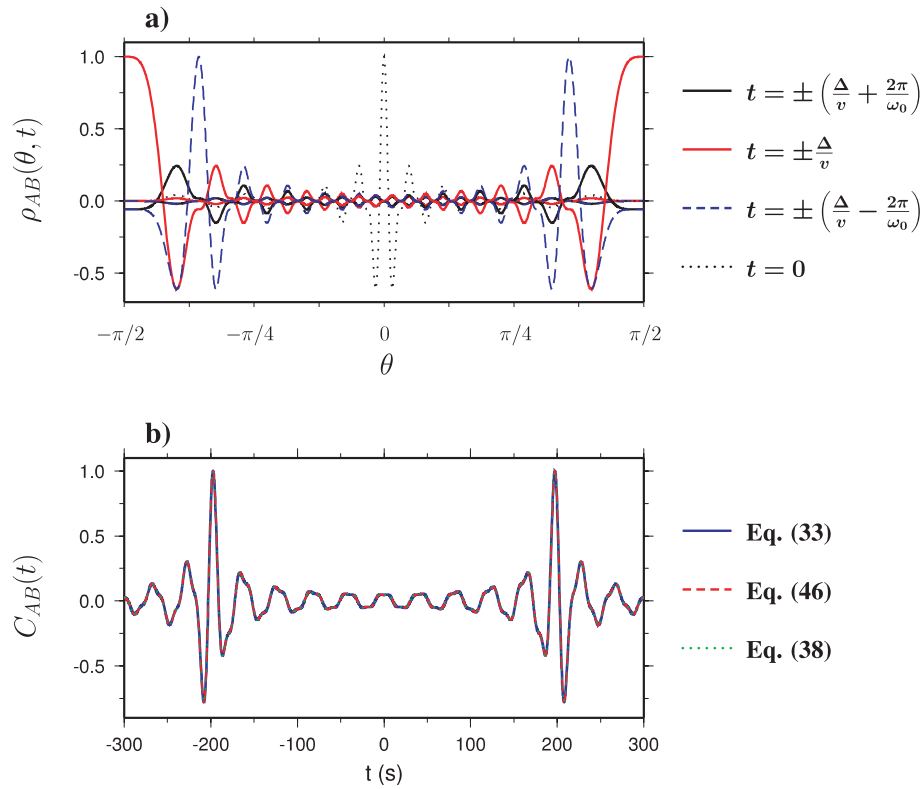 a)
1.0
0.5
0.0
-0.5
ρ_AB(θ, t)
−π/2
−π/4
0
π/4
π/2
θ
t = ± (Δ/v + 2π/ω₀)
t = ± Δ/v
t = ± (Δ/v − 2π/ω₀)
t = 0
b)
1.0
0.5
0.0
-0.5
C_AB(t)
-300
-200
-100
0
100
200
300
t (s)
Eq. (33)
Eq. (46)
Eq. (38)